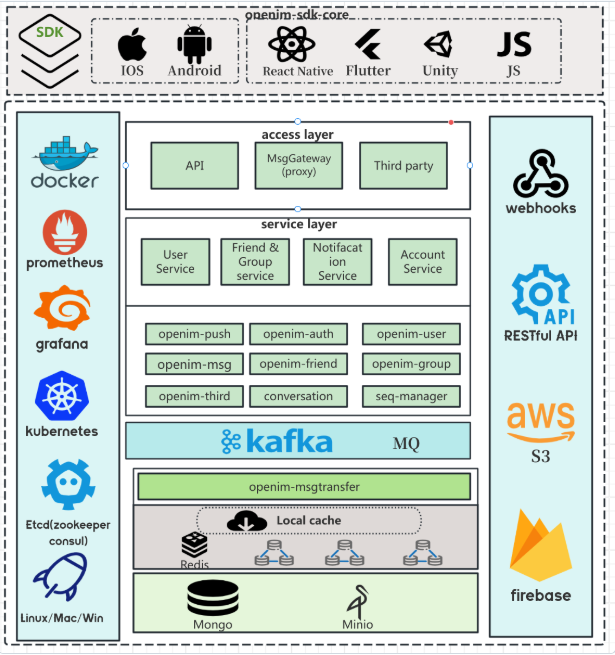 openim-sdk-core
SDK
IOS
Android
React Native
Flutter
Unity
JS
JS
docker
prometheus
grafana
kubernetes
Etcd(zookeeper
consul)
Linux/Mac/Win
access layer
API
MsgGateway
(proxy)
Third party
service layer
User
Service
Friend &
Group
service
Notifacat
ion
Service
Account
Service
openim-push
openim-auth
openim-user
openim-msg
openim-friend
openim-group
openim-third
conversation
seq-manager
kafka
MQ
openim-msgtransfer
Local cache
Redis
Mongo
Minio
webhooks
API
RESTful API
aws
S3
firebase